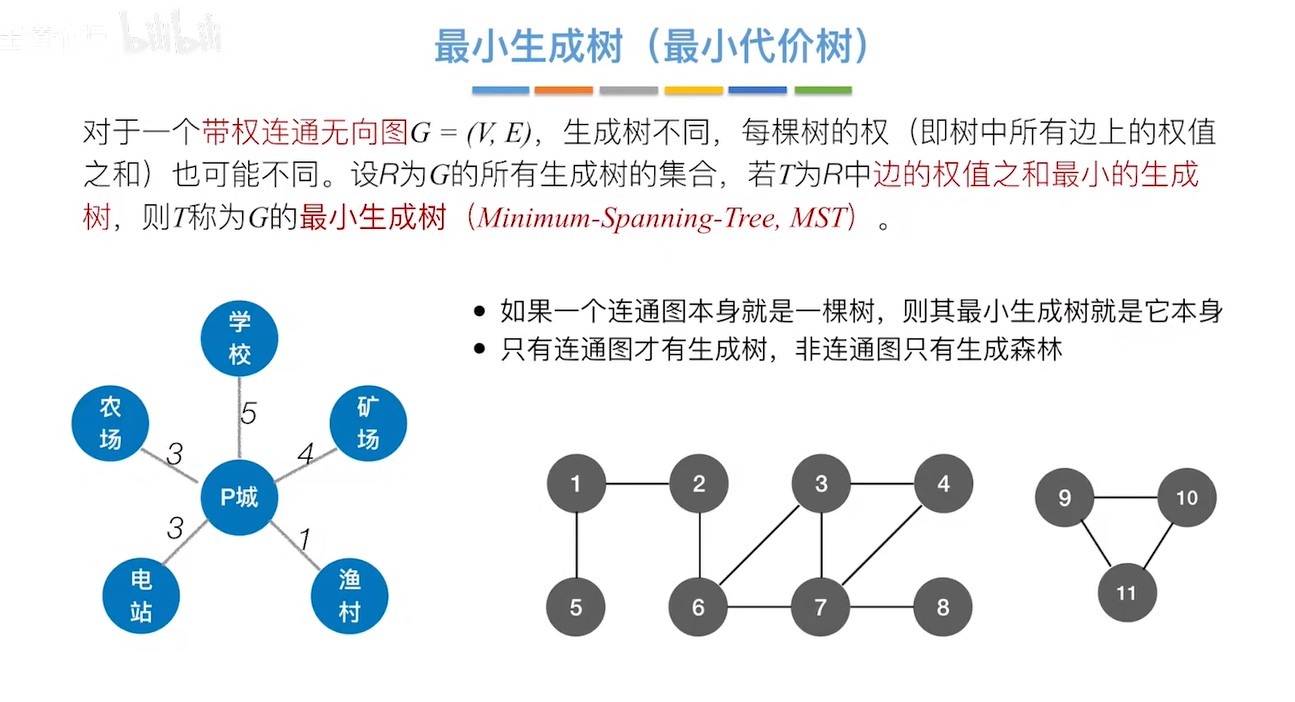 bilibili
最小生成树（最小代价树）
对于一个带权连通无向图G = (V, E)，生成树不同，每棵树的权（即树中所有边上的权值
之和）也可能不同。设R为G的所有生成树的集合，若T为R中边的权值之和最小的生成
树，则T称为G的最小生成树（Minimum-Spanning-Tree, MST）。
如果一个连通图本身就是一棵树，则其最小生成树就是它本身
只有连通图才有生成树，非连通图只有生成森林
学
校
农
场
矿
场
5
3
4
P城
3
1
电
站
渔
村
1
2
3
4
5
6
7
8
9
10
11